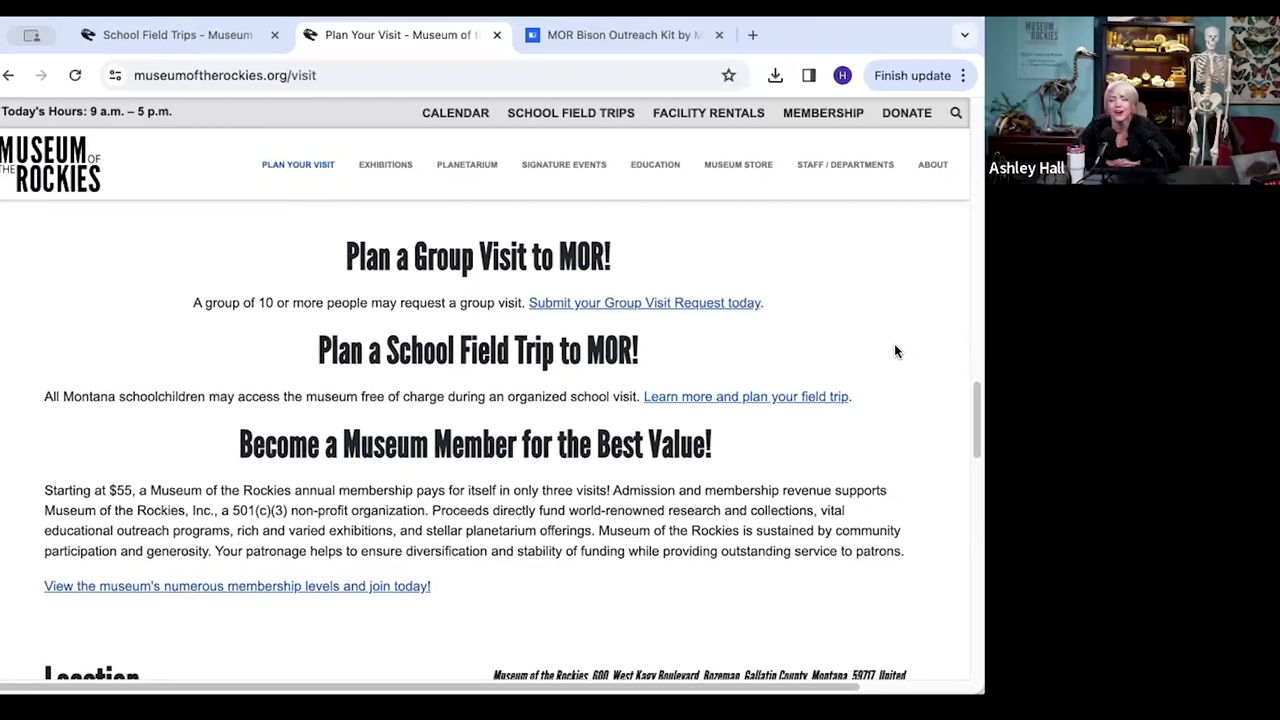 School Field Trips - Museum
Plan Your Visit - Museum of t
MOR Bison Outreach Kit by M
museumoftherockies.org/visit
H
Finish update
Today's Hours: 9 a.m. – 5 p.m.
CALENDAR SCHOOL FIELD TRIPS FACILITY RENTALS MEMBERSHIP DONATE
MUSEUM OF THE ROCKIES
PLAN YOUR VISIT EXHIBITIONS PLANETARIUM SIGNATURE EVENTS EDUCATION MUSEUM STORE STAFF / DEPARTMENTS ABOUT
Plan a Group Visit to MOR!
A group of 10 or more people may request a group visit. Submit your Group Visit Request today.
Plan a School Field Trip to MOR!
All Montana schoolchildren may access the museum free of charge during an organized school visit. Learn more and plan your field trip.
Become a Museum Member for the Best Value!
Starting at $55, a Museum of the Rockies annual membership pays for itself in only three visits! Admission and membership revenue supports
Museum of the Rockies, Inc., a 501(c)(3) non-profit organization. Proceeds directly fund world-renowned research and collections, vital
educational outreach programs, rich and varied exhibitions, and stellar planetarium offerings. Museum of the Rockies is sustained by community
participation and generosity. Your patronage helps to ensure diversification and stability of funding while providing outstanding service to patrons.
View the museum's numerous membership levels and join today!
Location
Museum of the Rockies, 600, West Kagy Boulevard, Bozeman, Gallatin County, Montana, 59717, United
MUSEUM OF THE ROCKIES
Ashley Hall